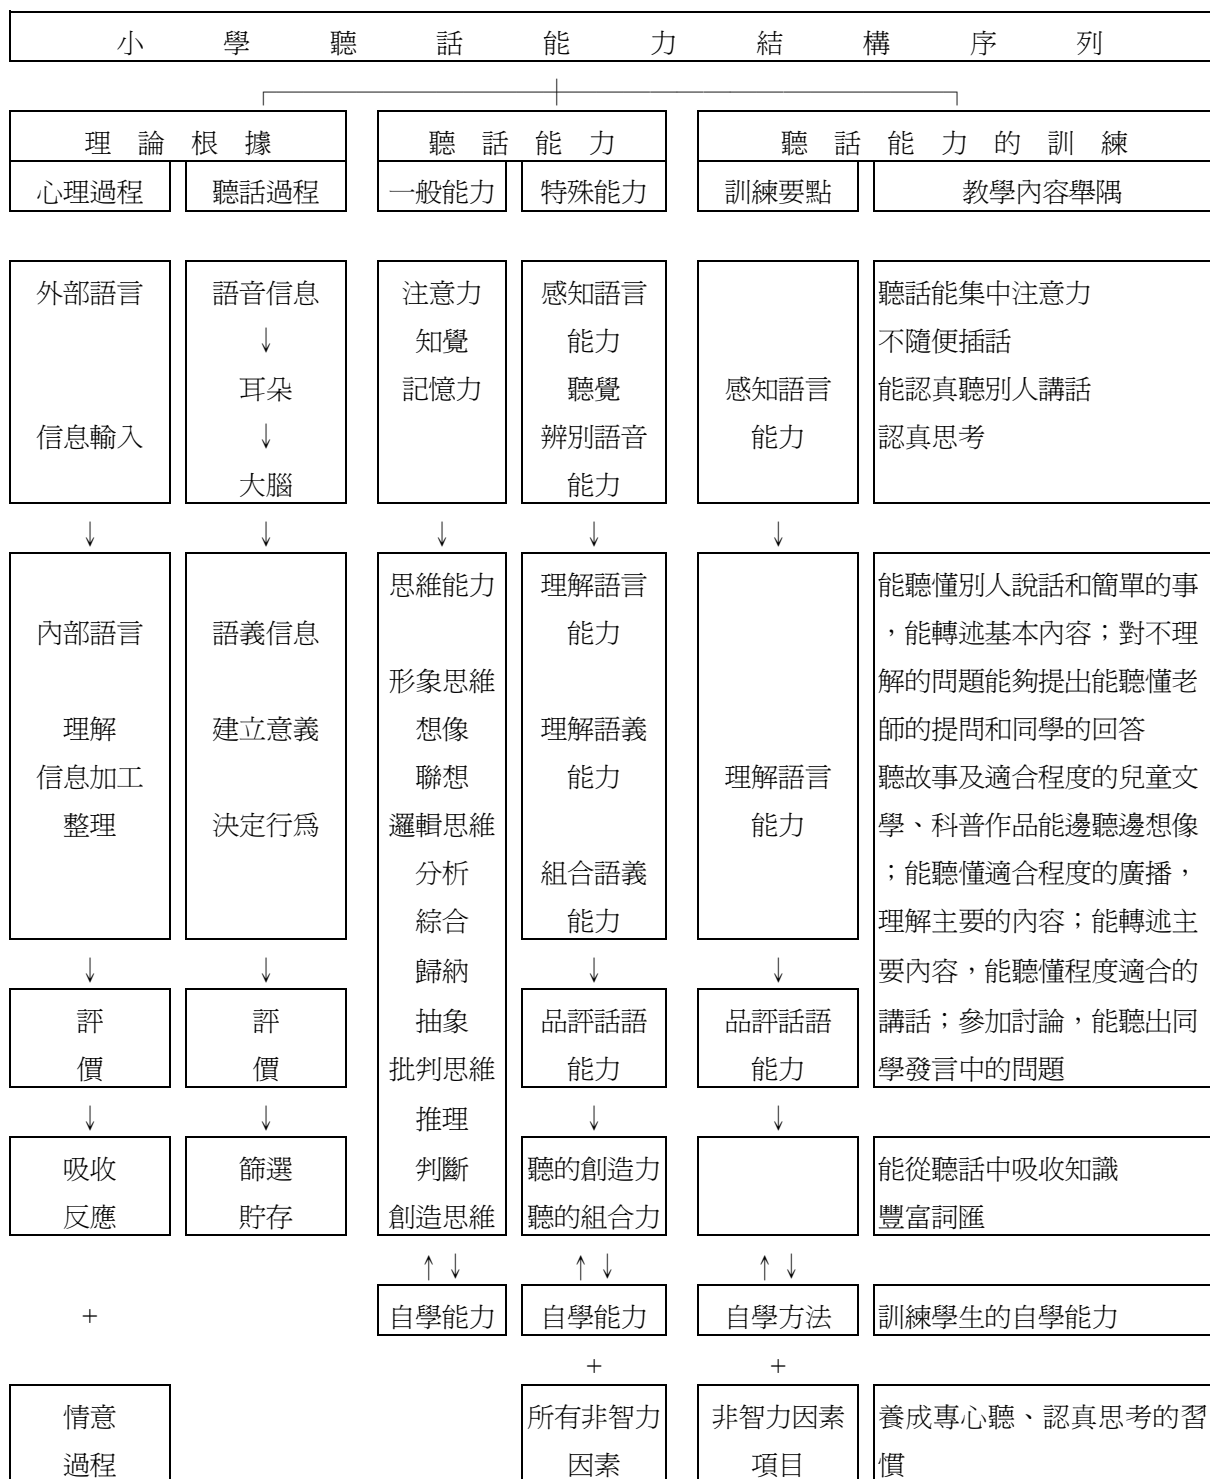 小學聽話能力結構序列
理論根據 聽話能力 聽話能力的訓練
心理過程 聽話過程 一般能力 特殊能力 訓練要點 教學內容舉隅
外部語言 語音信息 注意力 感知語言 聽話能集中注意力
↓ 知覺 能力 不隨便插話
耳朵 記憶力 聽覺 感知語言 能認真聽別人講話
信息輸入 ↓ 辨別語音 能力 認真思考
大腦 能力
↓ ↓ ↓ ↓ ↓
思維能力 理解語言 能聽懂別人說話和簡單的事
內部語言 語義信息 能力 ,能轉述基本內容;對不理
形象思維 解的問題能夠提出能聽懂老
理解 建立意義 想像 理解語義 師的提問和同學的回答
信息加工 聯想 能力 理解語言 聽故事及適合程度的兒童文
整理 決定行爲 邏輯思維 能力 學、科普作品能邊聽邊想像
分析 組合語義 ;能聽懂適合程度的廣播,
綜合 能力 理解主要的內容;能轉述主
↓ ↓ 歸納 ↓ ↓ 要內容,能聽懂程度適合的
評 評 抽象 品評話語 品評話語 講話;參加討論,能聽出同
價 價 批判思維 能力 能力 學發言中的問題
↓ ↓ 推理 ↓ ↓
吸收 篩選 判斷 聽的創造力 能從聽話中吸收知識
反應 貯存 創造思維 聽的組合力 豐富詞匯
↑↓ ↑↓ ↑↓
+ 自學能力 自學能力 自學方法 訓練學生的自學能力
+ +
情意 所有非智力 非智力因素 養成專心聽、認真思考的習
過程 因素 項目 慣